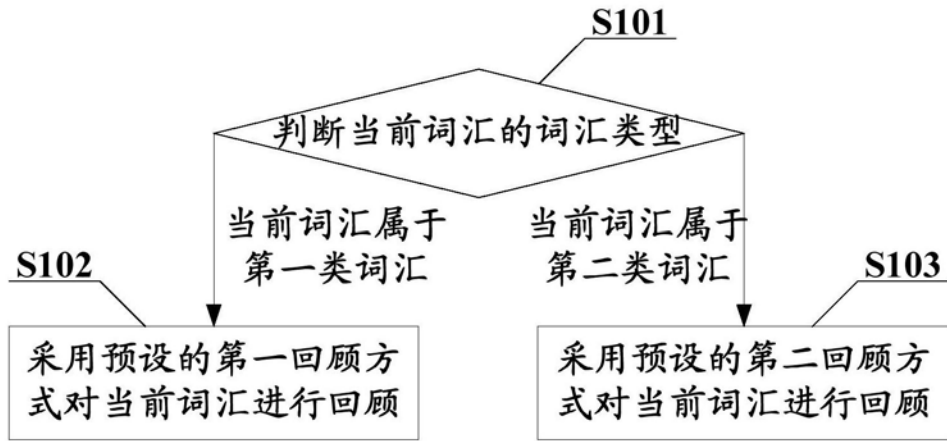 S101
判断当前词汇的词汇类型
当前词汇属于
第一类词汇
当前词汇属于
第二类词汇
S102
S103
采用预设的第一回顾方
式对当前词汇进行回顾
采用预设的第二回顾方
式对当前词汇进行回顾